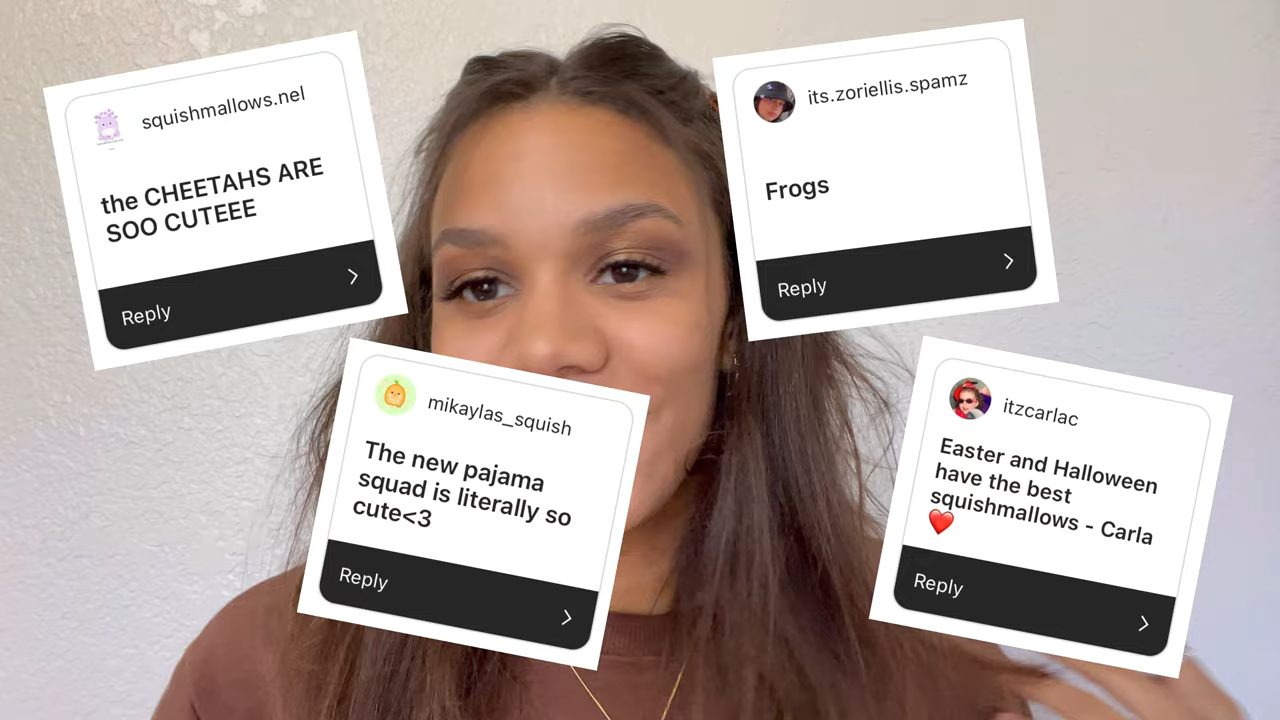 squishmallows.nel
the CHEETAHS ARE
SOO CUTEEE
Reply
its.zoriellis.spamz
Frogs
Reply
mikaylas_squish
The new pajama
squad is literally so
cute<3
Reply
itzcarlac
Easter and Halloween
have the best
squishmallows - Carla
❤️
Reply